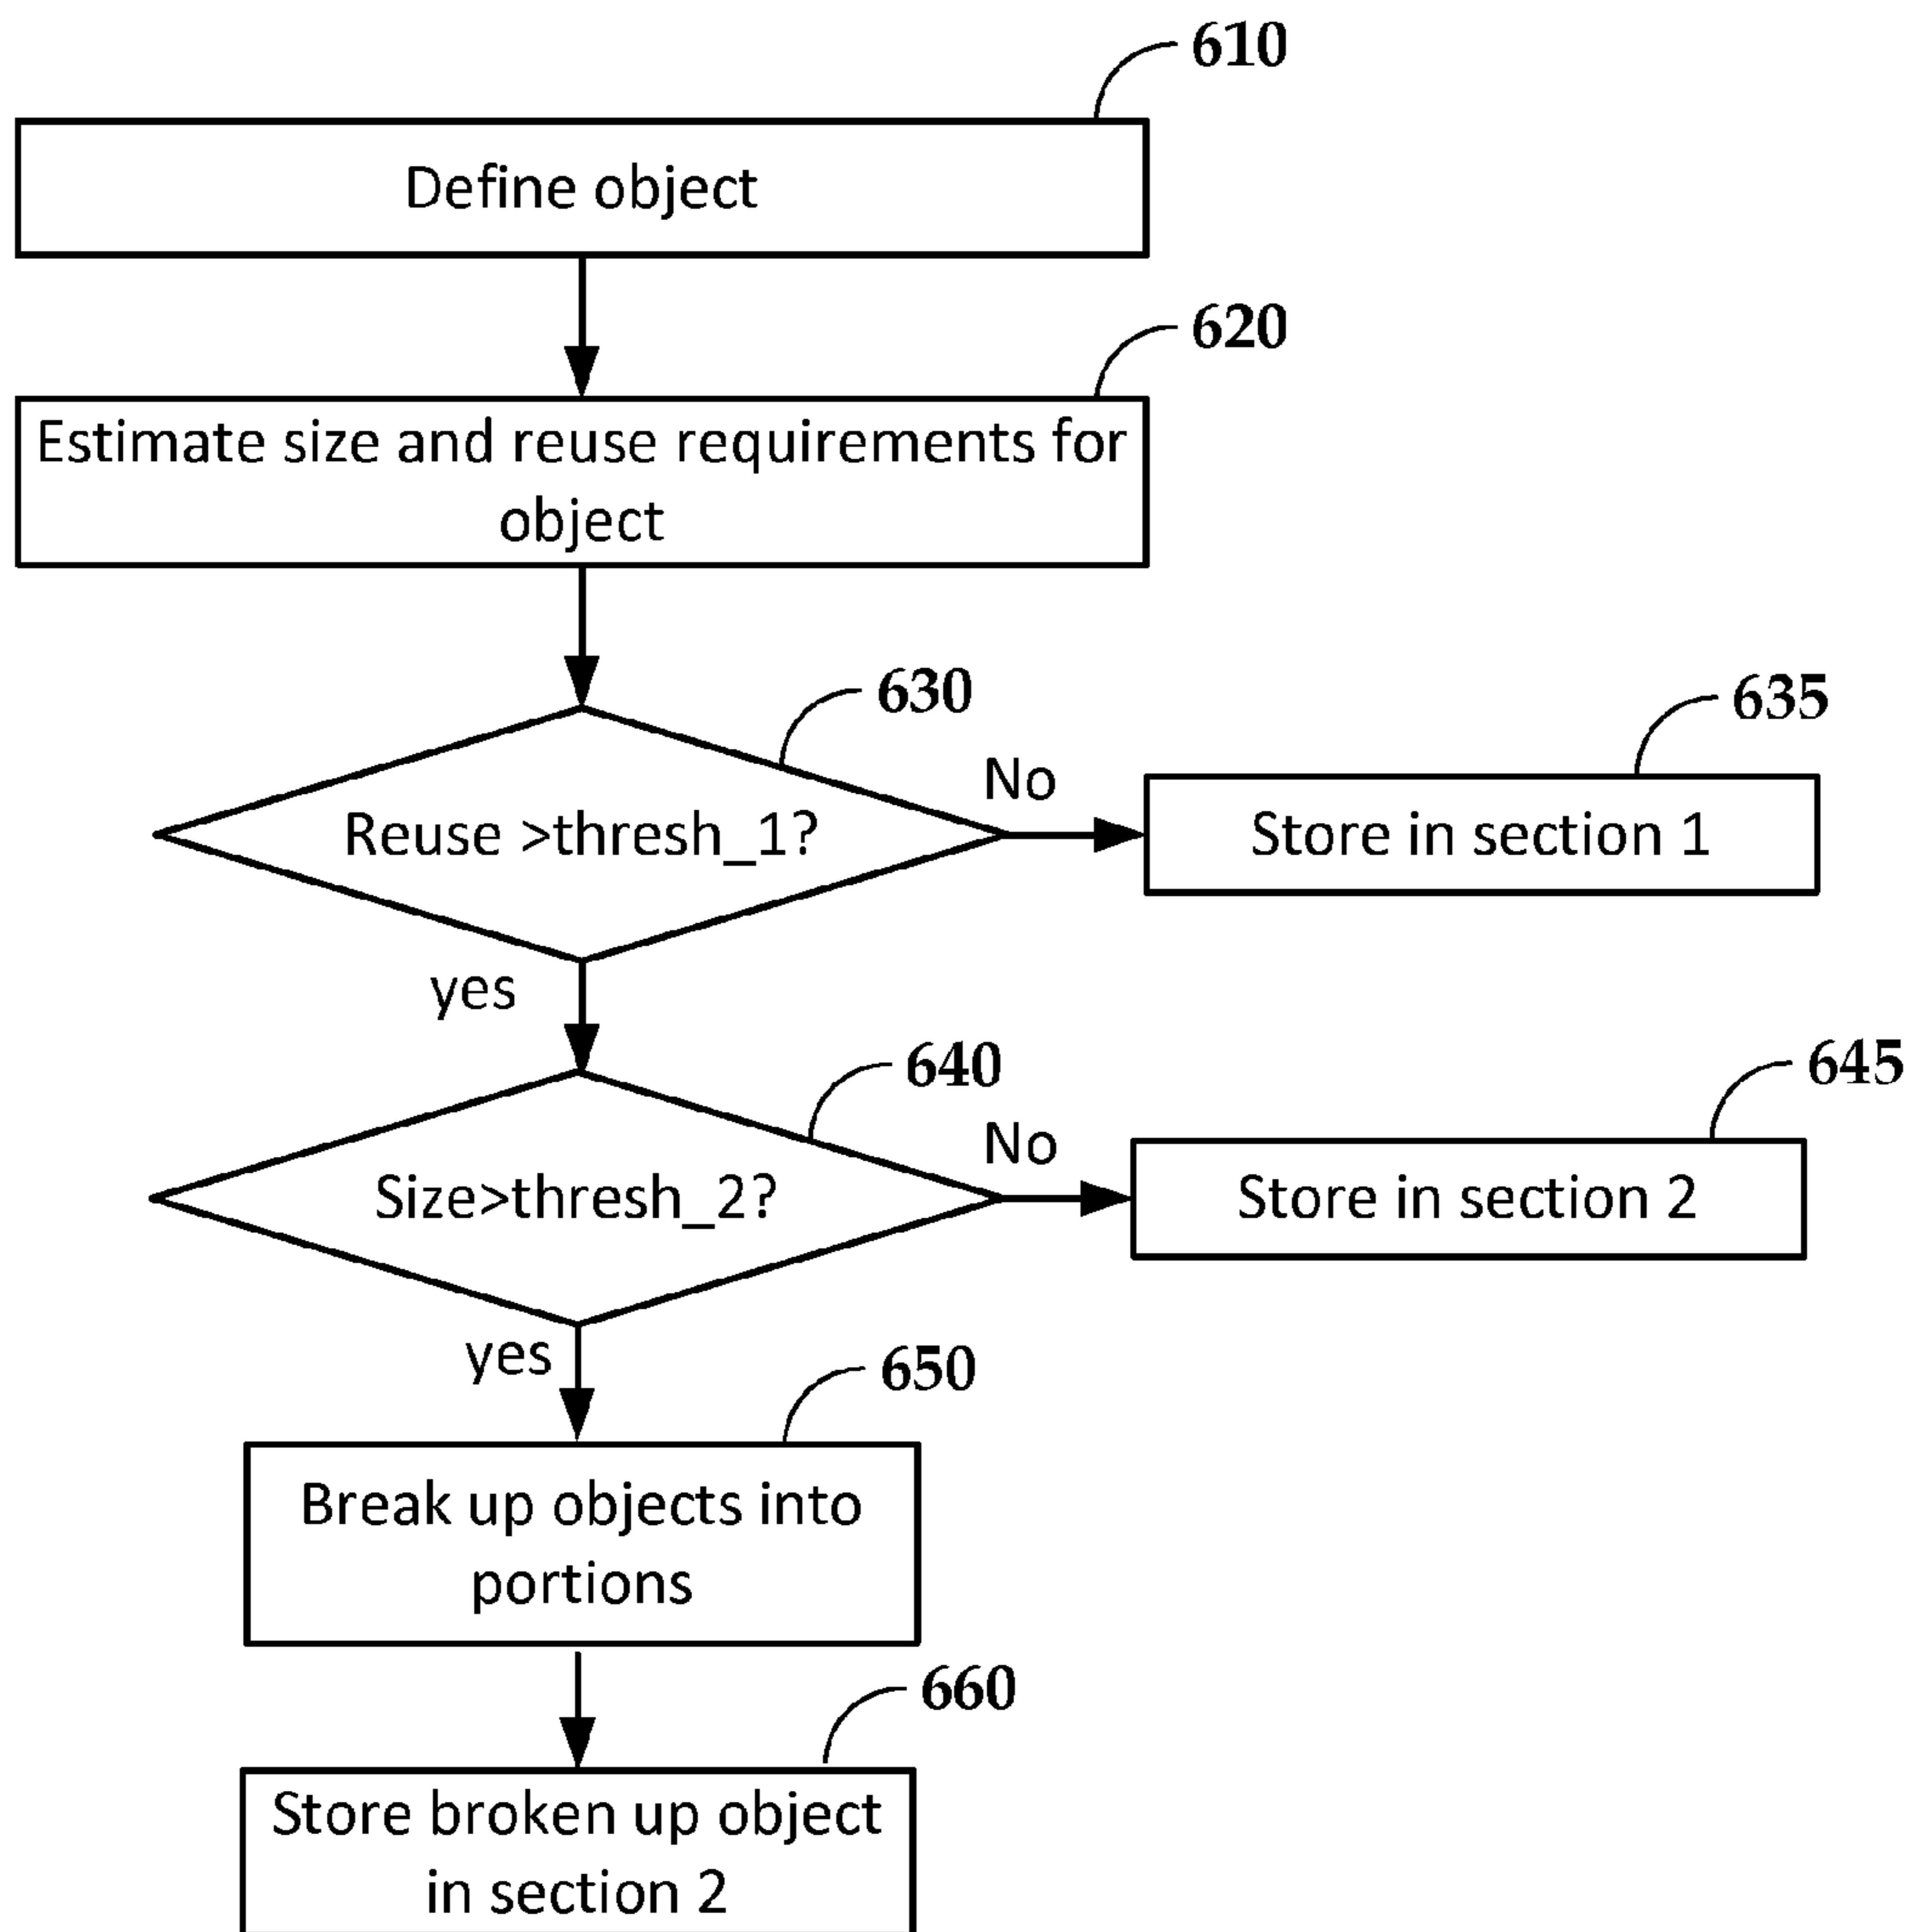 610
Define object
620
Estimate size and reuse requirements for
object
630
No
635
Reuse >thresh_1?
Store in section 1
yes
640
No
645
Size>thresh_2?
Store in section 2
yes
650
Break up objects into
portions
660
Store broken up object
in section 2